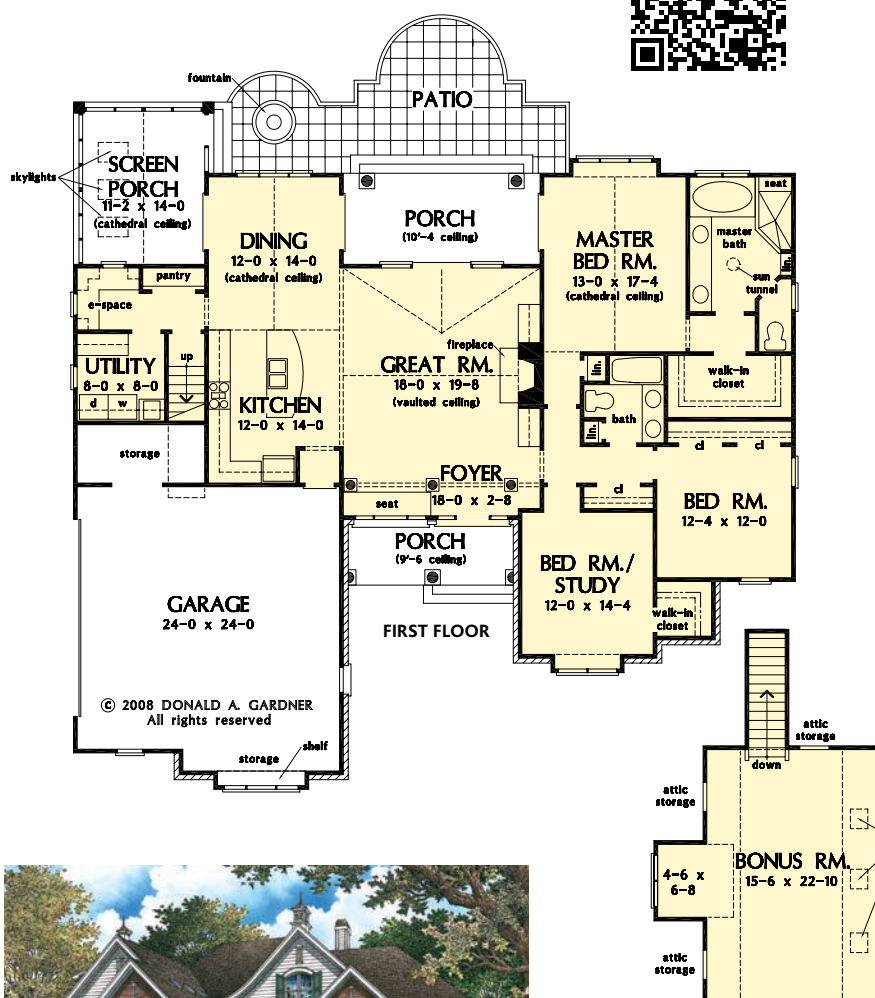 fountain
PATIO
skylights
SCREEN
PORCH
11-2 x 14-0
(cathedral ceiling)
PORCH
(10'-4 ceiling)
DINING
12-0 x 14-0
(cathedral ceiling)
MASTER
BED RM.
13-0 x 17-4
(cathedral ceiling)
seat
master
bath
lin.
sun
tunnel
pantry
e-space
UTILITY
8-0 x 8-0
d w
up
fireplace
GREAT RM.
18-0 x 19-8
(vaulted ceiling)
KITCHEN
12-0 x 14-0
lin.
bath
lin.
walk-in
closet
cl
cl
storage
FOYER
18-0 x 2-8
seat
cl
BED RM.
12-4 x 12-0
PORCH
(9'-6 ceiling)
BED RM./
STUDY
12-0 x 14-4
walk-in
closet
GARAGE
24-0 x 24-0
FIRST FLOOR
© 2008 DONALD A. GARDNER
All rights reserved
shelf
storage
attic
storage
down
attic
storage
BONUS RM.
15-6 x 22-10
4-6 x
6-8
attic
storage